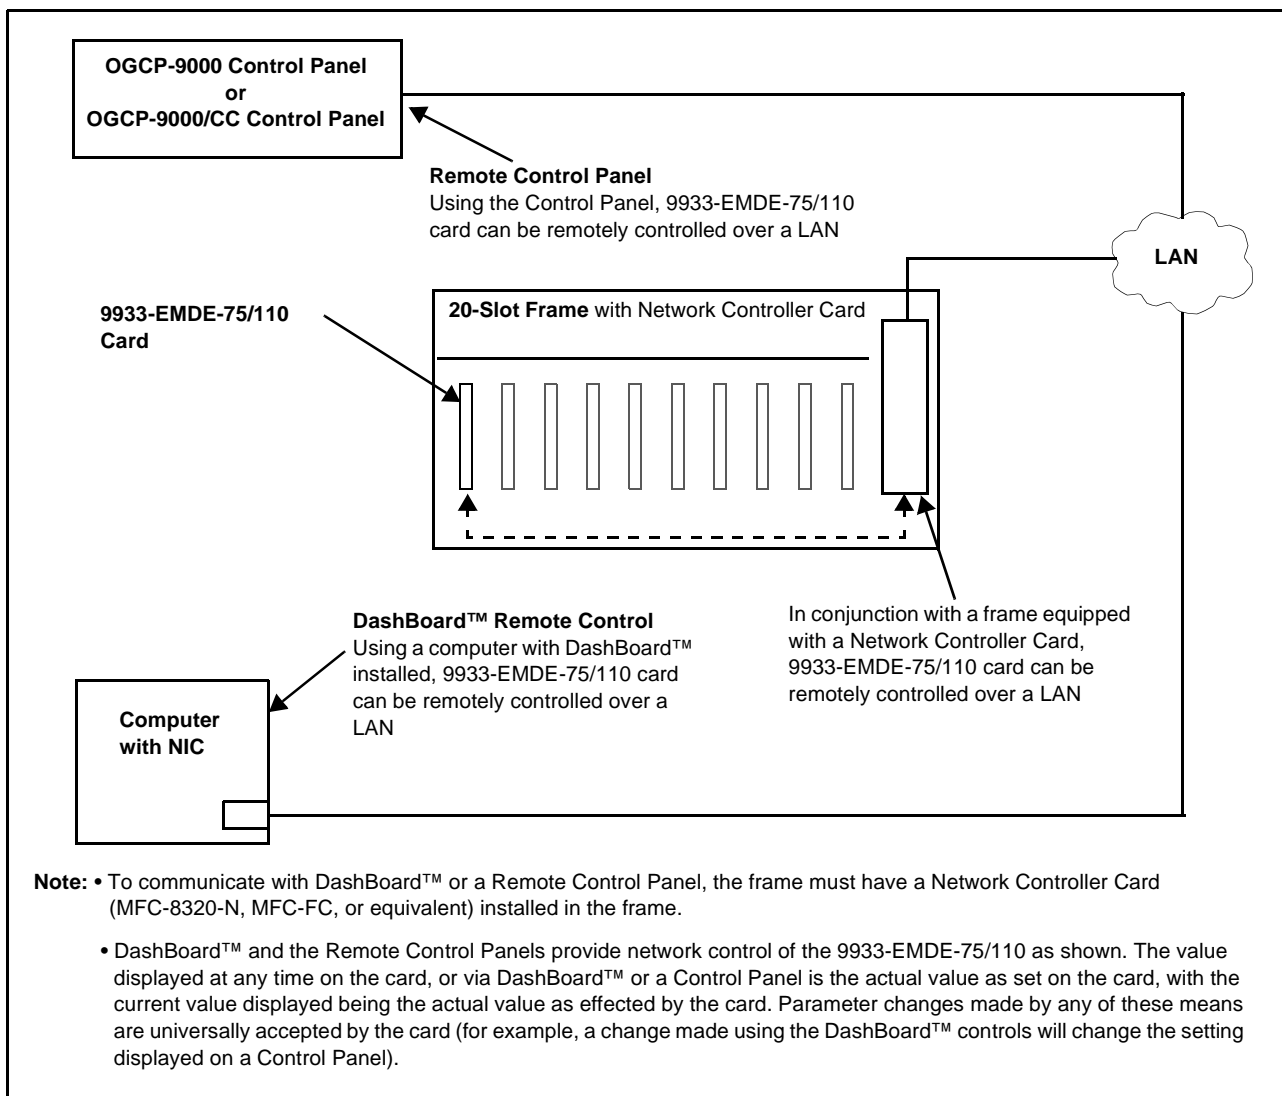 OGCP-9000 Control Panel
or
OGCP-9000/CC Control Panel
Remote Control Panel
Using the Control Panel, 9933-EMDE-75/110
card can be remotely controlled over a LAN
LAN
9933-EMDE-75/110
Card
20-Slot Frame with Network Controller Card
DashBoard™ Remote Control
Using a computer with DashBoard™
installed, 9933-EMDE-75/110 card
can be remotely controlled over a
LAN
In conjunction with a frame equipped
with a Network Controller Card,
9933-EMDE-75/110 card can be
remotely controlled over a LAN
Computer
with NIC
Note: • To communicate with DashBoard™ or a Remote Control Panel, the frame must have a Network Controller Card
(MFC-8320-N, MFC-FC, or equivalent) installed in the frame.
• DashBoard™ and the Remote Control Panels provide network control of the 9933-EMDE-75/110 as shown. The value
displayed at any time on the card, or via DashBoard™ or a Control Panel is the actual value as set on the card, with the
current value displayed being the actual value as effected by the card. Parameter changes made by any of these means
are universally accepted by the card (for example, a change made using the DashBoard™ controls will change the setting
displayed on a Control Panel).